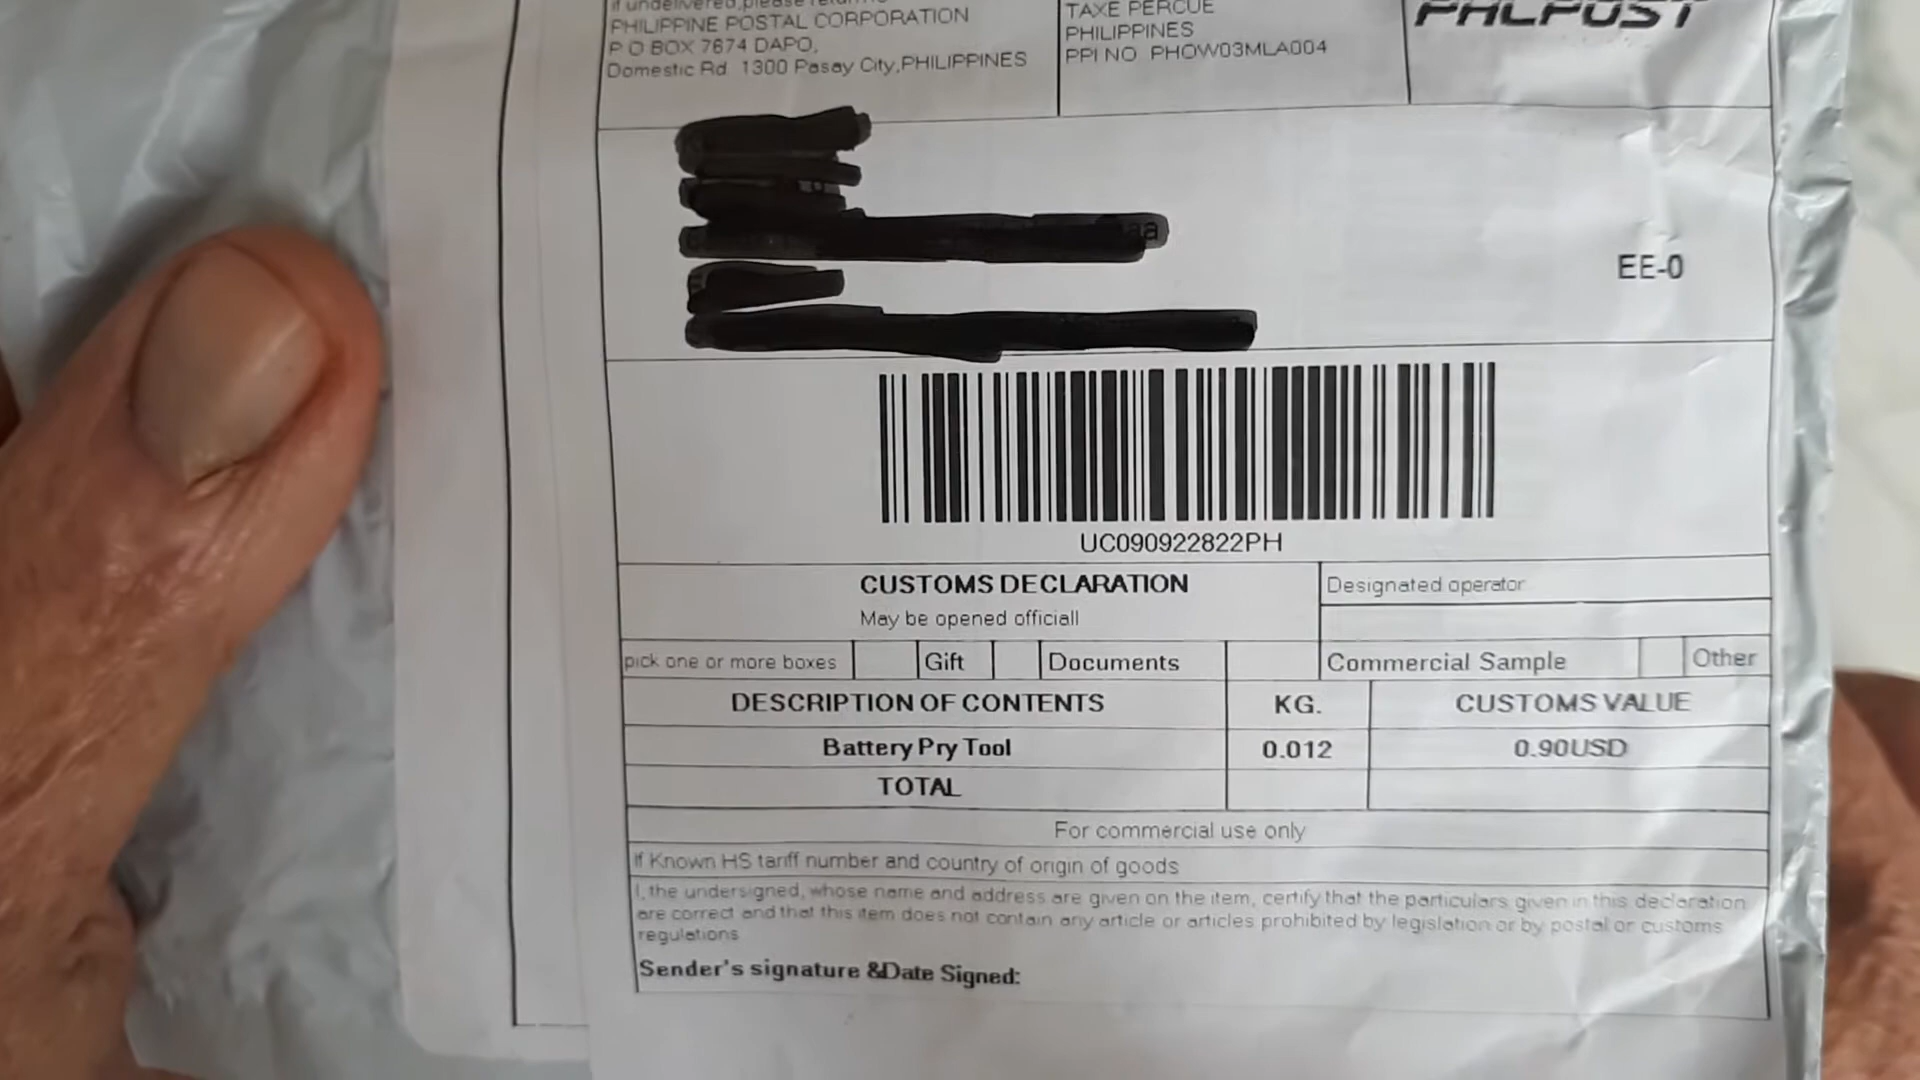 If undelivered,please return to
PHILIPPINE POSTAL CORPORATION
P O BOX 7674 DAPO,
Domestic Rd 1300 Pasay City,PHILIPPINES
TAXE PERCUE
PHILIPPINES
PPI NO PHOW03MLA004
PHLPOST
EE-0
UC090922822PH
CUSTOMS DECLARATION
May be opened officiall
Designated operator
pick one or more boxes Gift Documents Commercial Sample Other
DESCRIPTION OF CONTENTS KG. CUSTOMS VALUE
Battery Pry Tool 0.012 0.90USD
TOTAL
For commercial use only
If Known HS tariff number and country of origin of goods
I, the undersigned, whose name and address are given on the item, certify that the particulars given in this declaration
are correct and that this item does not contain any article or articles prohibited by legislation or by postal or customs
regulations
Sender's signature &Date Signed: